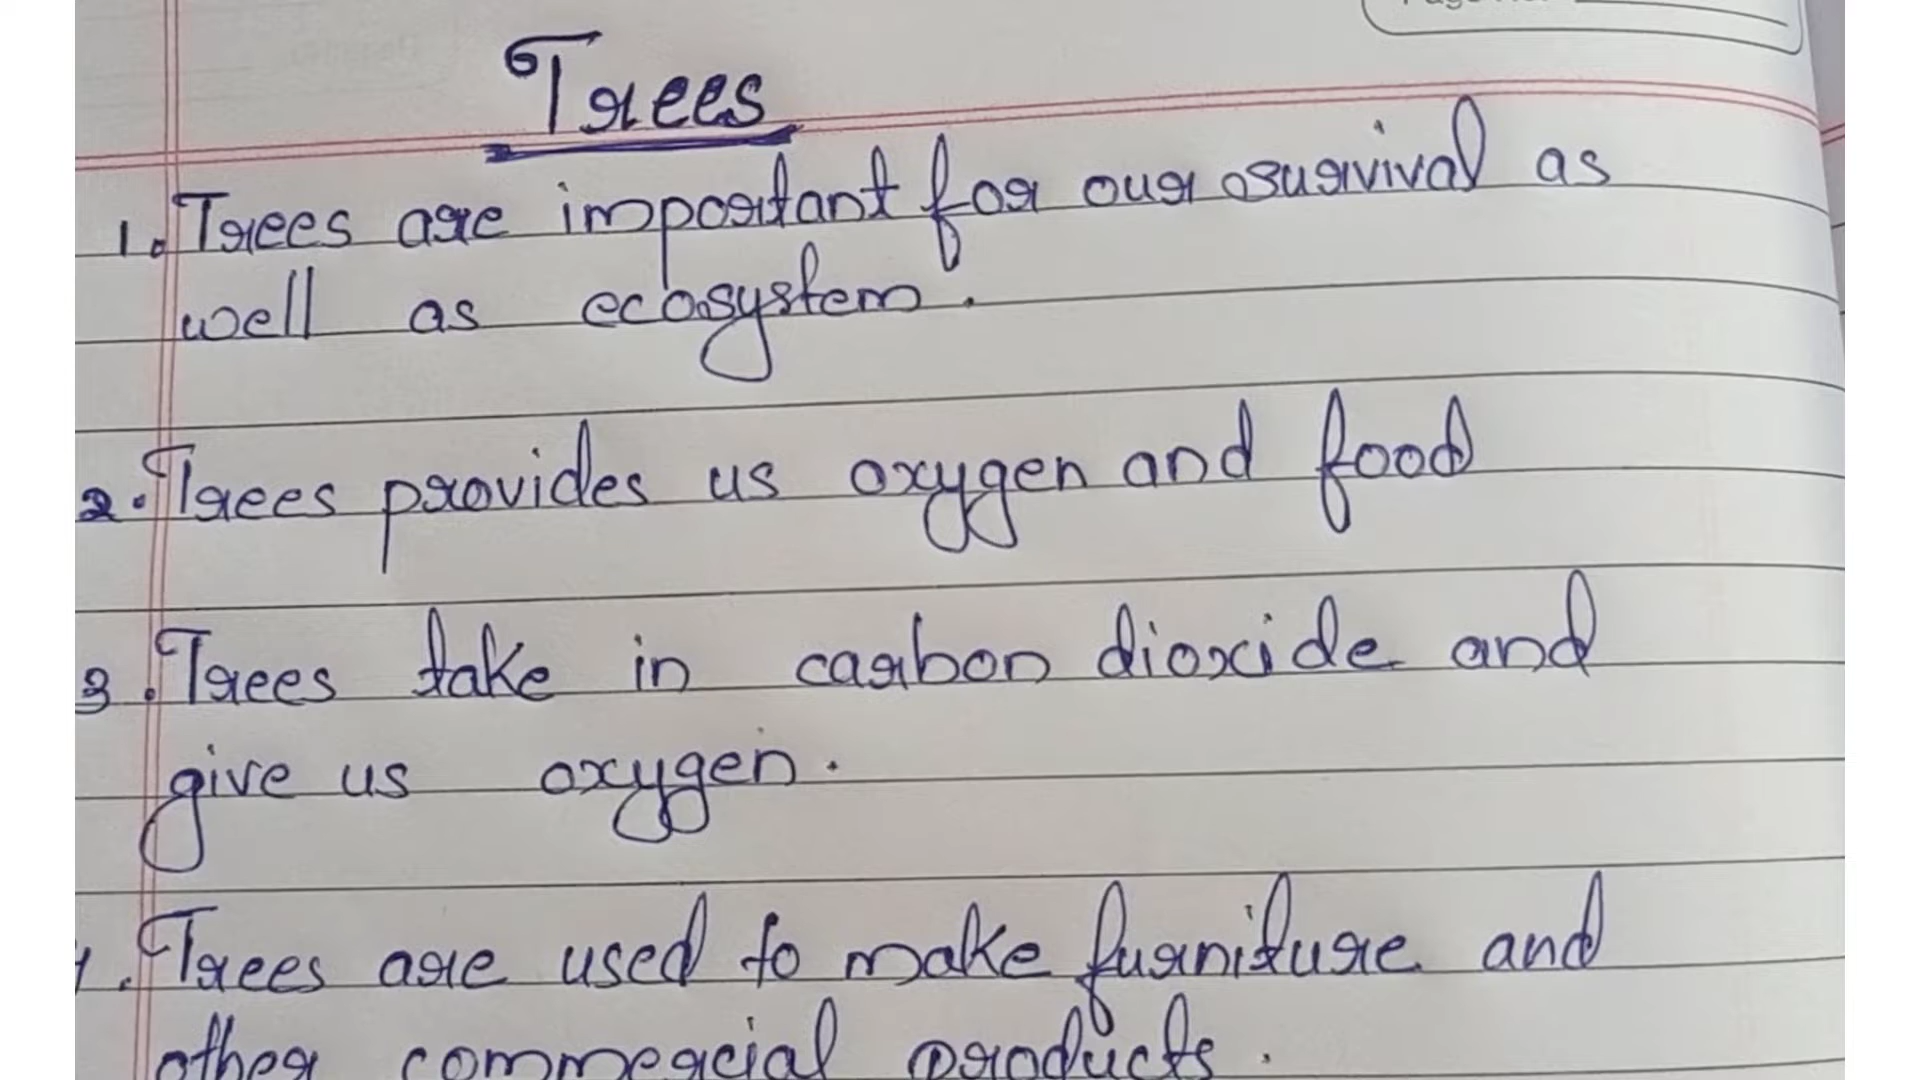 Trees
1. Trees are important for our survival as
well as ecosystem.
2. Trees provides us oxygen and food
3. Trees take in carbon dioxide and
give us oxygen.
. Trees are used to make furniture and
other commercial products.